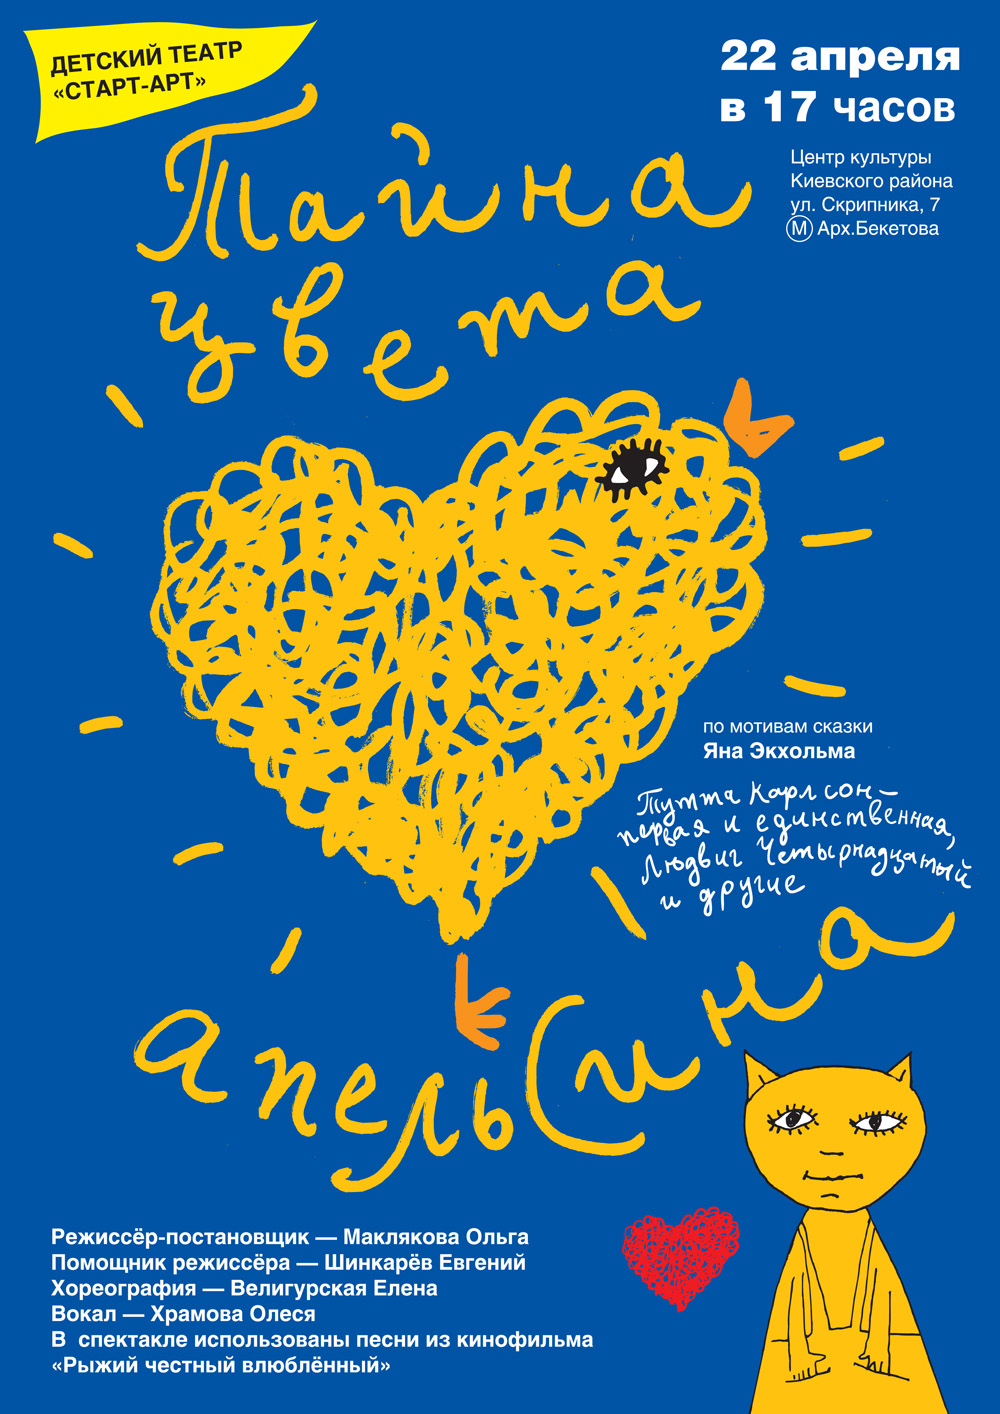 ДЕТСКИЙ ТЕАТР
«СТАРТ-АРТ»
22 апреля
в 17 часов
Центр культуры
Киевского района
ул. Скрипника, 7
М Арх.Бекетова
Тайна
цвета
апельсина
по мотивам сказки
Яна Экхольма
Тутта Карлсон —
первая и единственная,
Людвиг Четырнадцатый
и другие
Режиссёр-постановщик — Маклякова Ольга
Помощник режиссёра — Шинкарёв Евгений
Хореография — Велигурская Елена
Вокал — Храмова Олеся
В спектакле использованы песни из кинофильма
«Рыжий честный влюблённый»